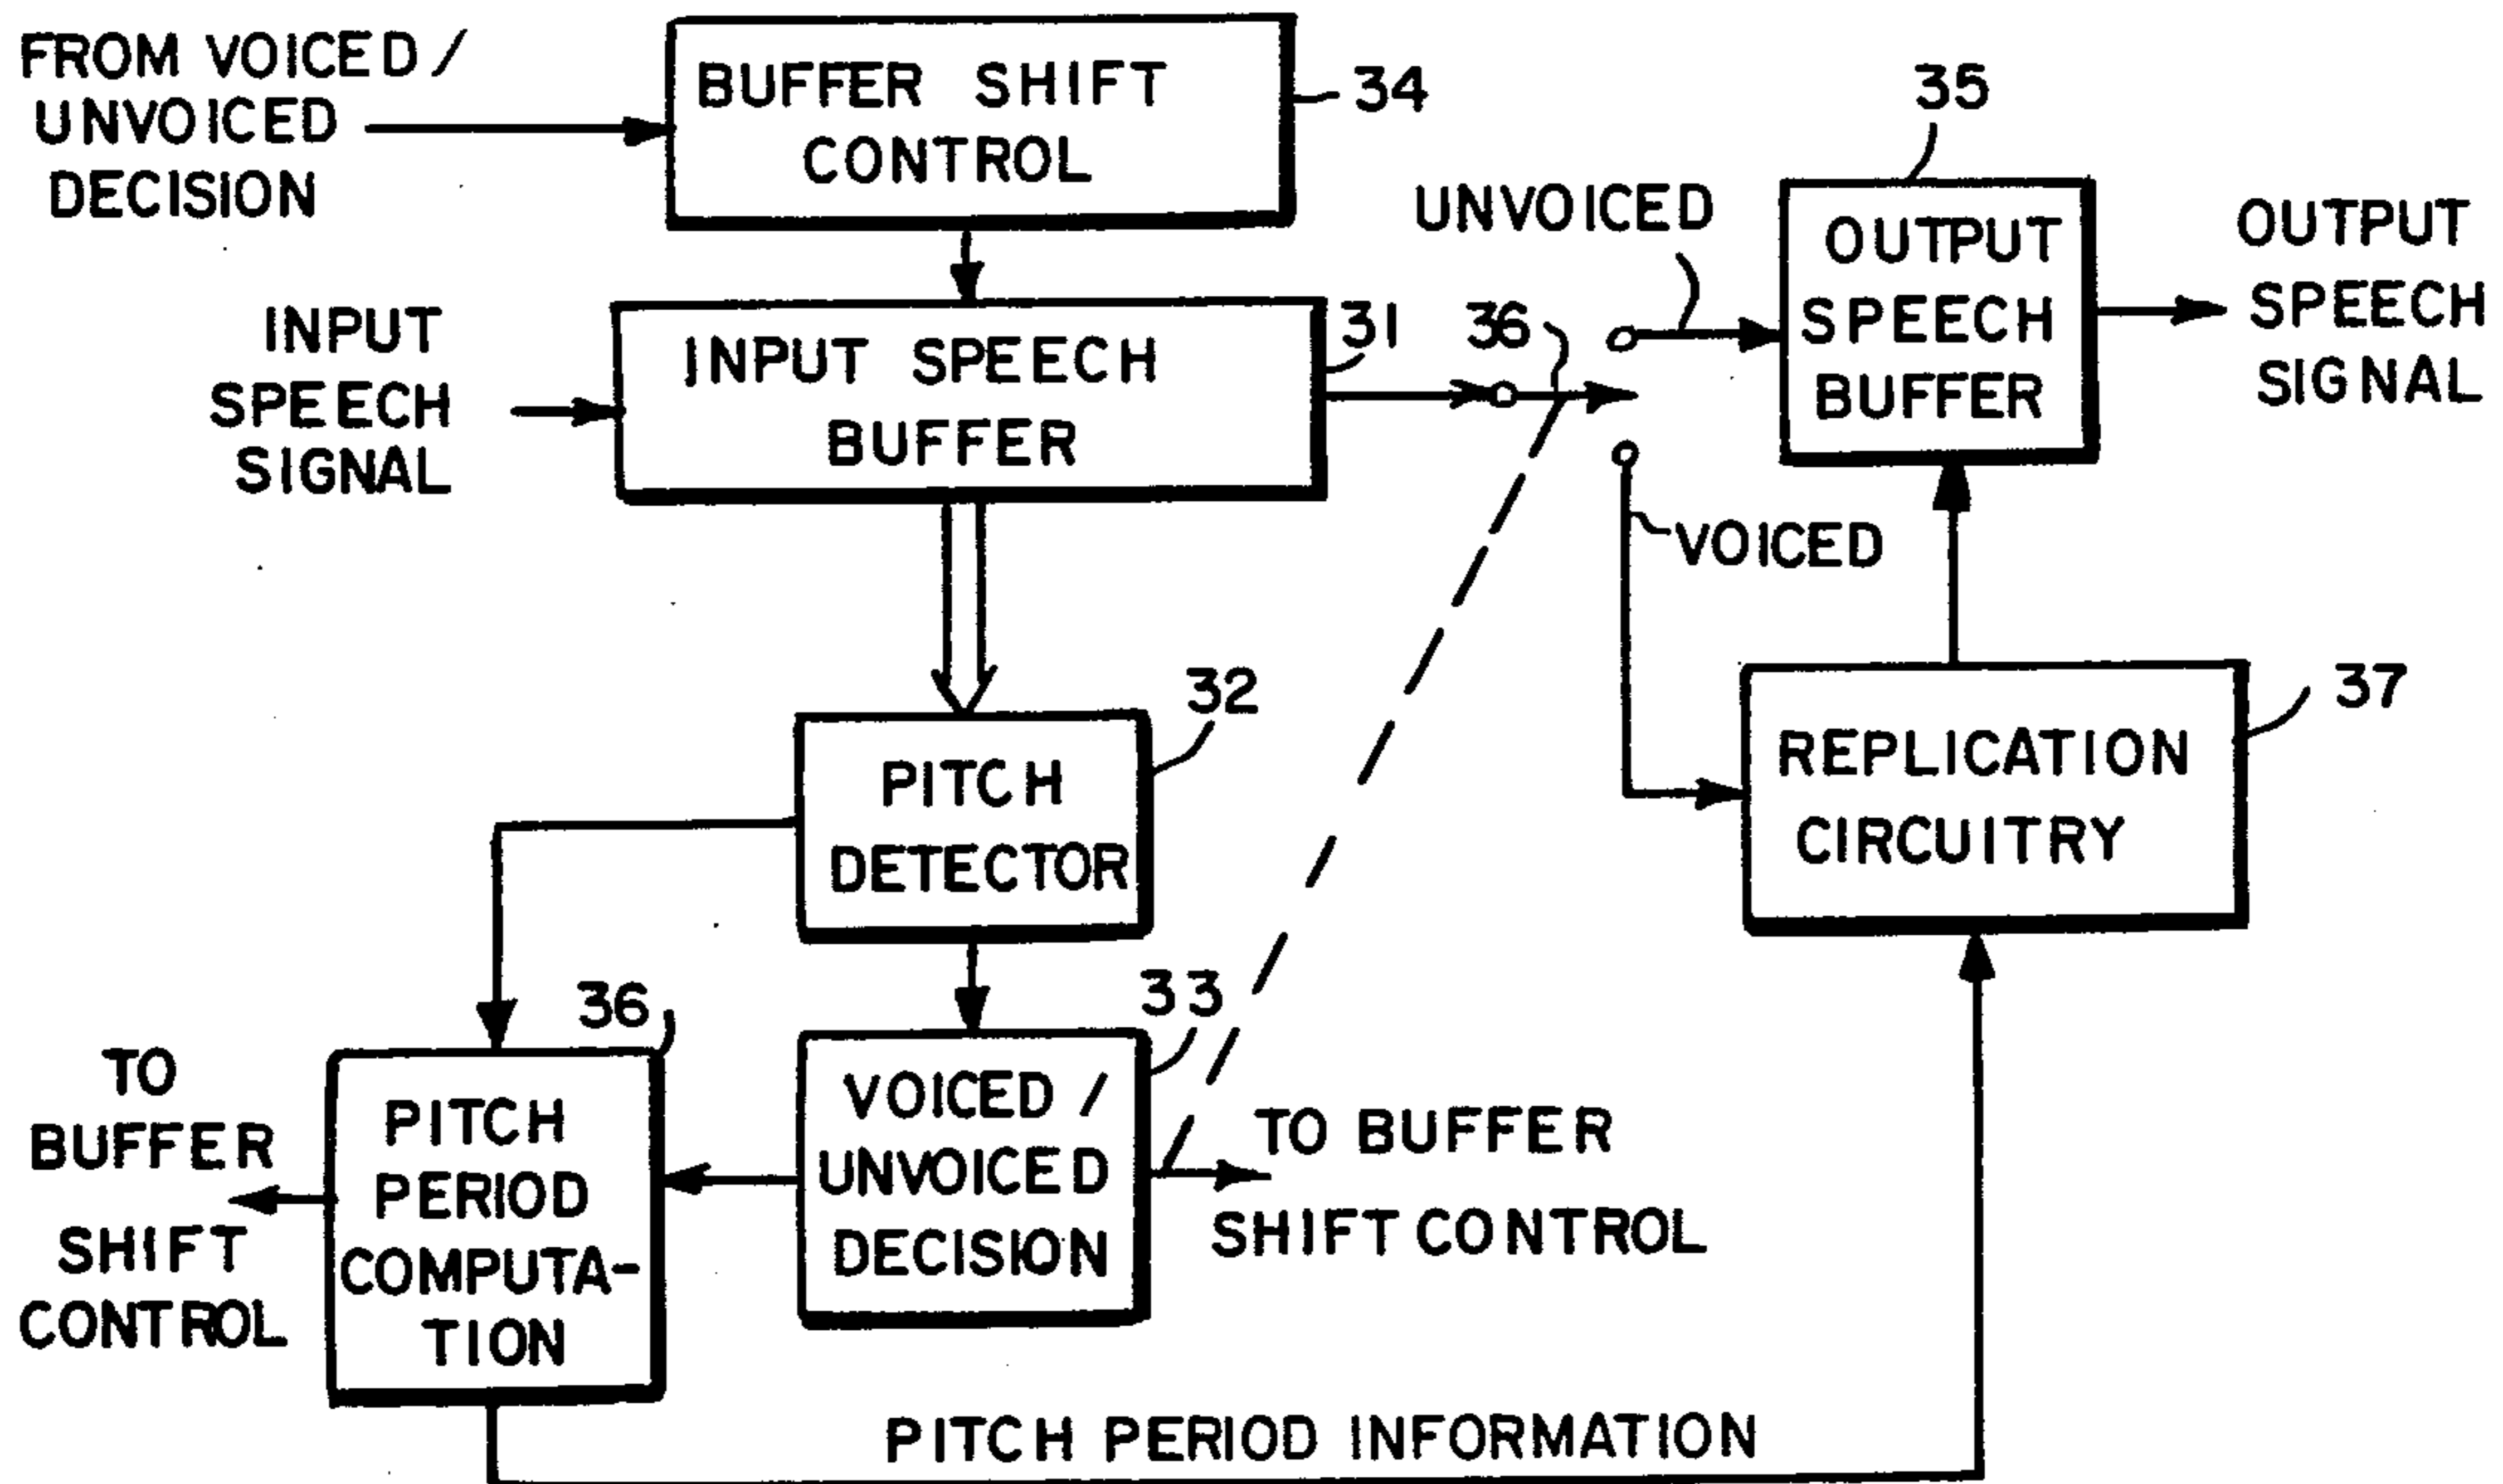 FROM VOICED /
UNVOICED
DECISION
BUFFER SHIFT
CONTROL
34
35
UNVOICED
OUTPUT
SPEECH
BUFFER
OUTPUT
SPEECH
SIGNAL
INPUT
SPEECH
SIGNAL
INPUT SPEECH
BUFFER
31
36
VOICED
32
PITCH
DETECTOR
37
REPLICATION
CIRCUITRY
36
33
TO
BUFFER
SHIFT
CONTROL
PITCH
PERIOD
COMPUTA-
TION
VOICED /
UNVOICED
DECISION
TO BUFFER
SHIFT CONTROL
PITCH PERIOD INFORMATION